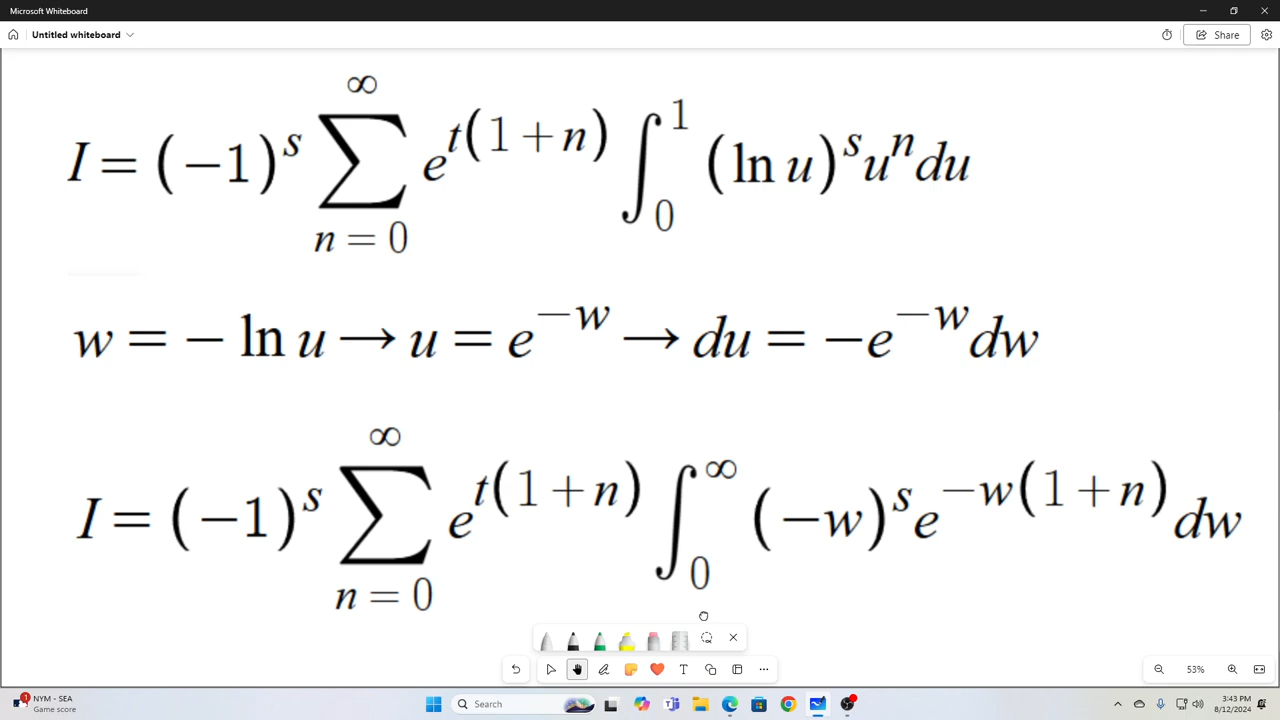 Microsoft Whiteboard
Untitled whiteboard
Share
I = (−1)^s ∑_{n = 0}^{∞} e^{t(1 + n)} ∫_0^1 (ln u)^s u^n du
w = − ln u → u = e^{−w} → du = −e^{−w} dw
I = (−1)^s ∑_{n = 0}^{∞} e^{t(1 + n)} ∫_0^∞ (−w)^s e^{−w(1 + n)} dw
T
53%
1
NYM - SEA
Game score
Search
3:43 PM
8/12/2024